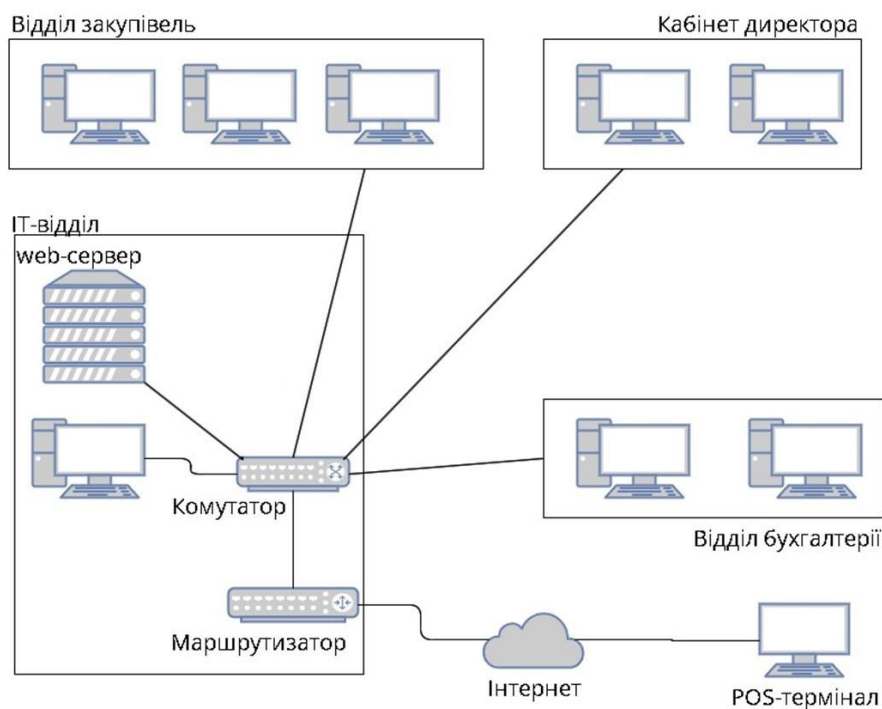 Відділ закупівель
Кабінет директора
ІТ-відділ
web-сервер
Комутатор
Відділ бухгалтерії
Маршрутизатор
Інтернет
POS-термінал